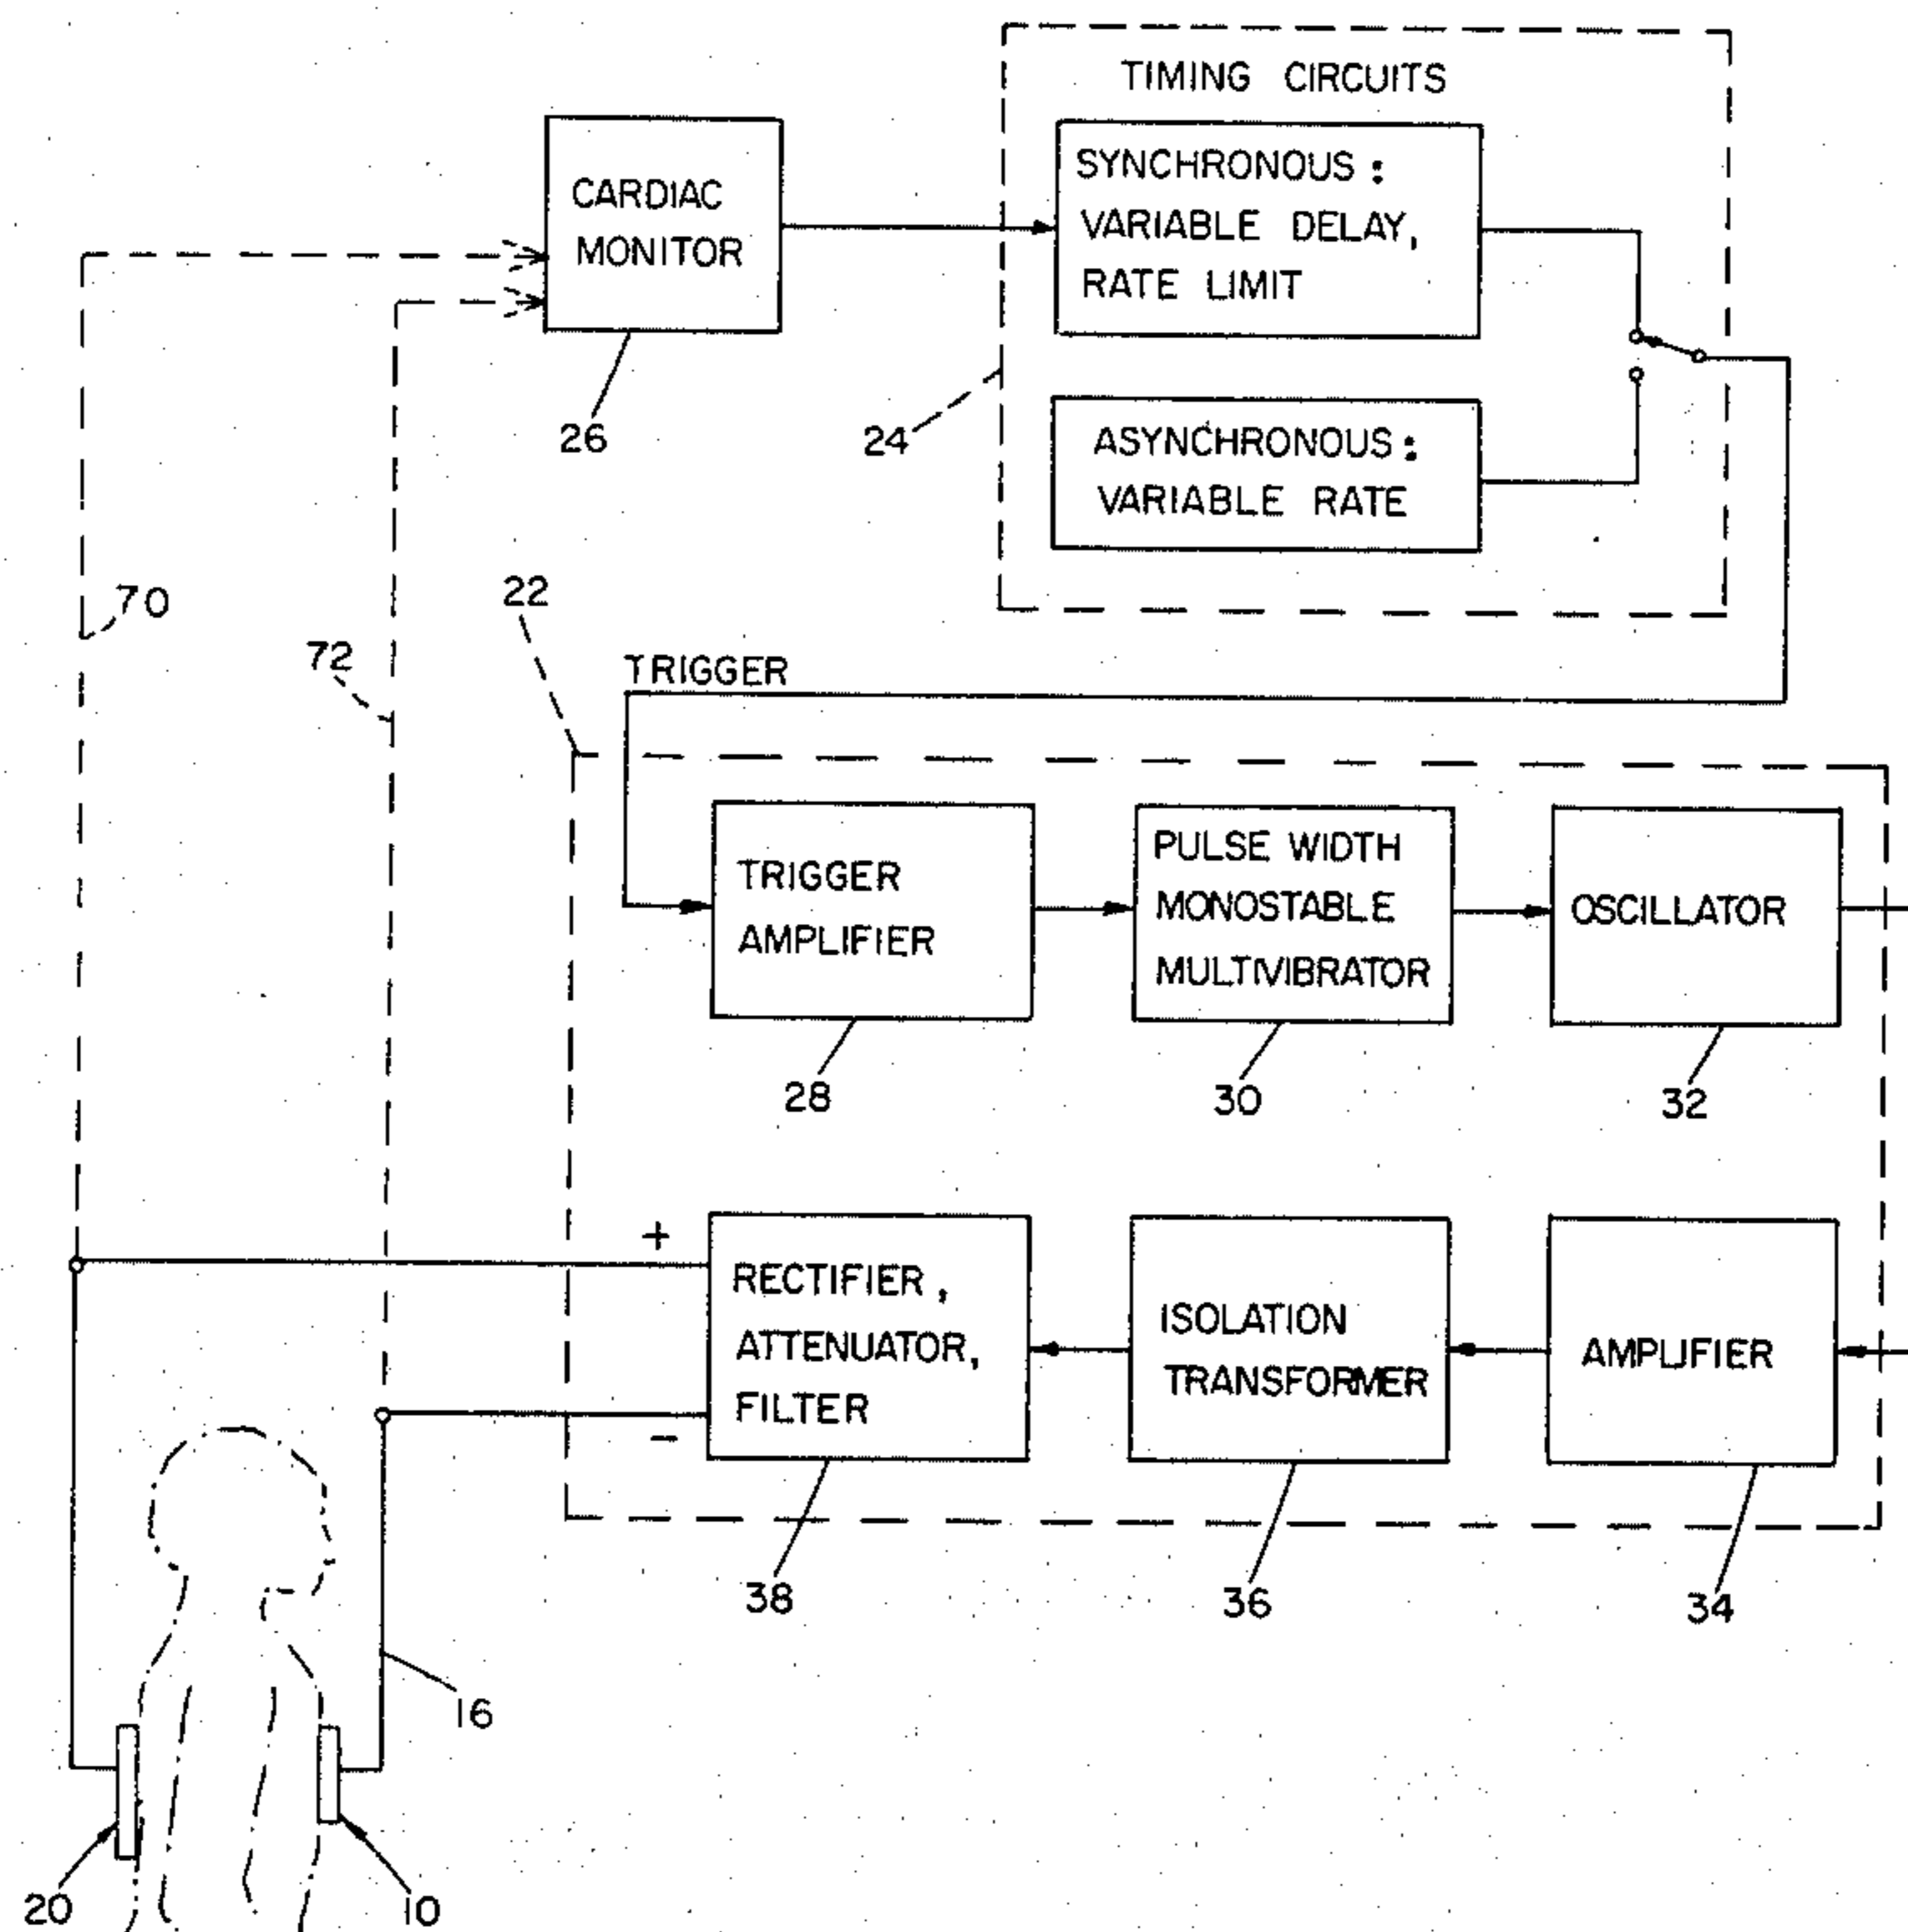 TIMING CIRCUITS
CARDIAC
MONITOR
SYNCHRONOUS :
VARIABLE DELAY,
RATE LIMIT
26
24
ASYNCHRONOUS :
VARIABLE RATE
70
22
72
TRIGGER
TRIGGER
AMPLIFIER
PULSE WIDTH
MONOSTABLE
MULTIVIBRATOR
OSCILLATOR
28
30
32
+
RECTIFIER,
ATTENUATOR,
FILTER
-
ISOLATION
TRANSFORMER
AMPLIFIER
38
36
34
16
20
10